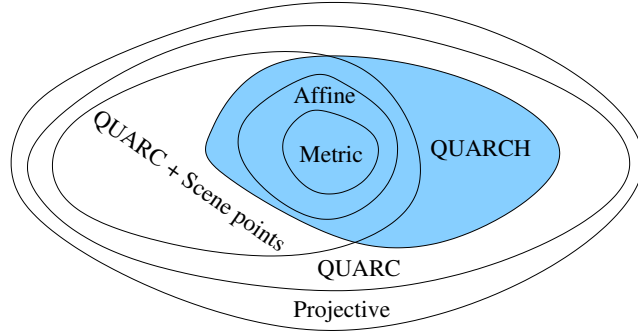 Affine
Metric
QUARCH
QUARC + Scene points
QUARC
Projective